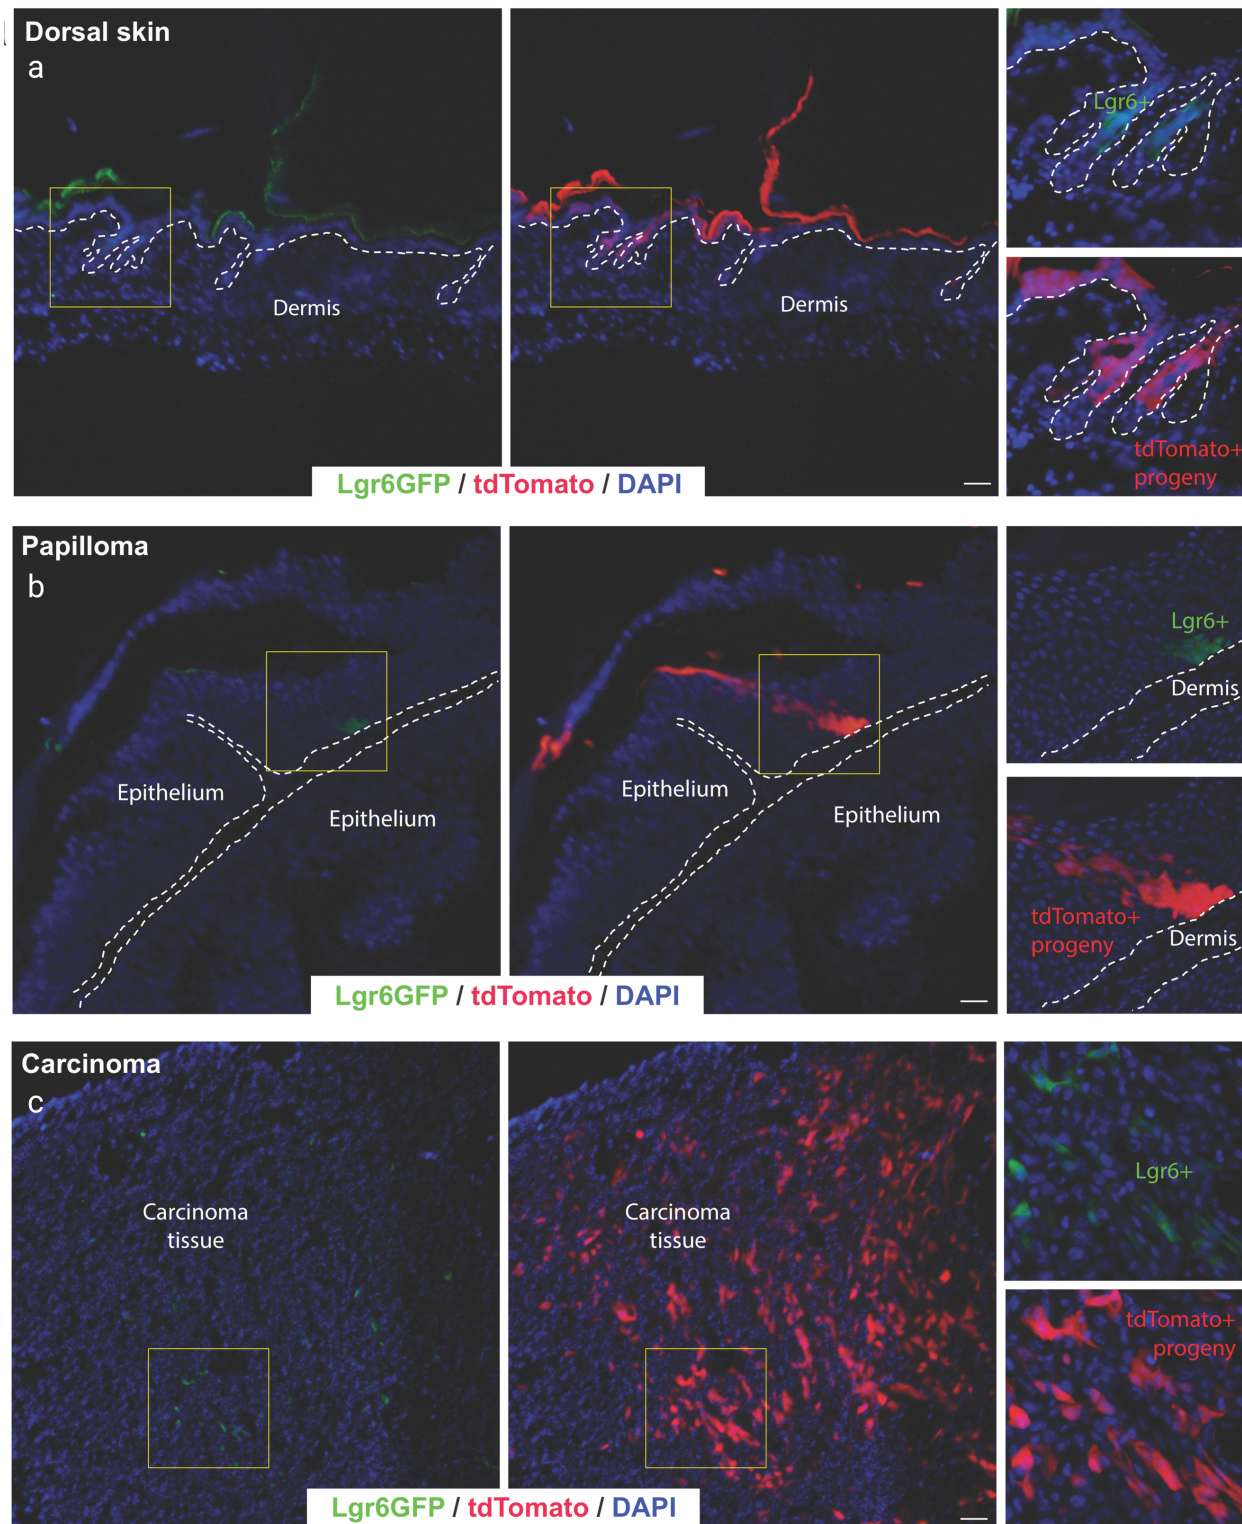 Dorsal skin
a
Dermis
Dermis
Lgr6+
tdTomato+
progeny
Lgr6GFP / tdTomato / DAPI
Papilloma
b
Epithelium
Epithelium
Epithelium
Epithelium
Lgr6+
Dermis
tdTomato+
progeny
Dermis
Lgr6GFP / tdTomato / DAPI
Carcinoma
c
Carcinoma
tissue
Carcinoma
tissue
Lgr6+
tdTomato+
progeny
Lgr6GFP / tdTomato / DAPI